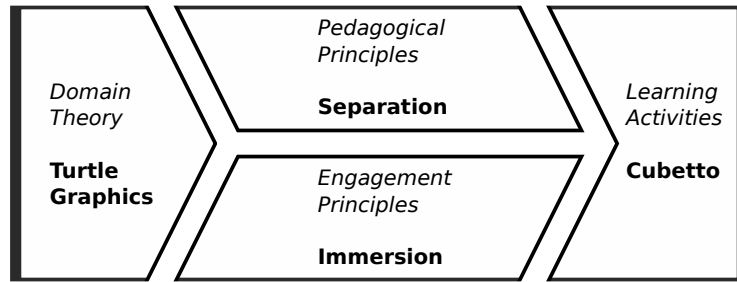 Domain
Theory
Turtle
Graphics
Pedagogical
Principles
Separation
Engagement
Principles
Immersion
Learning
Activities
Cubetto